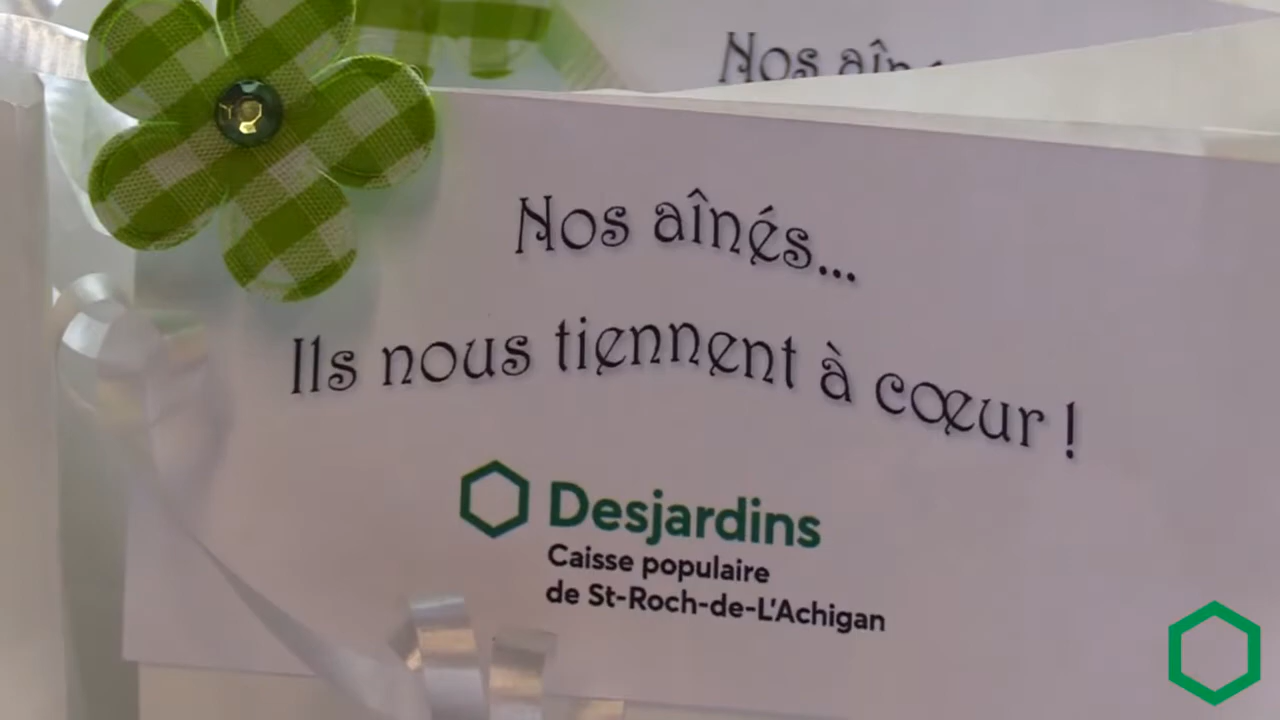 Nos aîn
Nos aînés...
Ils nous tiennent à cœur !
Desjardins
Caisse populaire
de St-Roch-de-L'Achigan